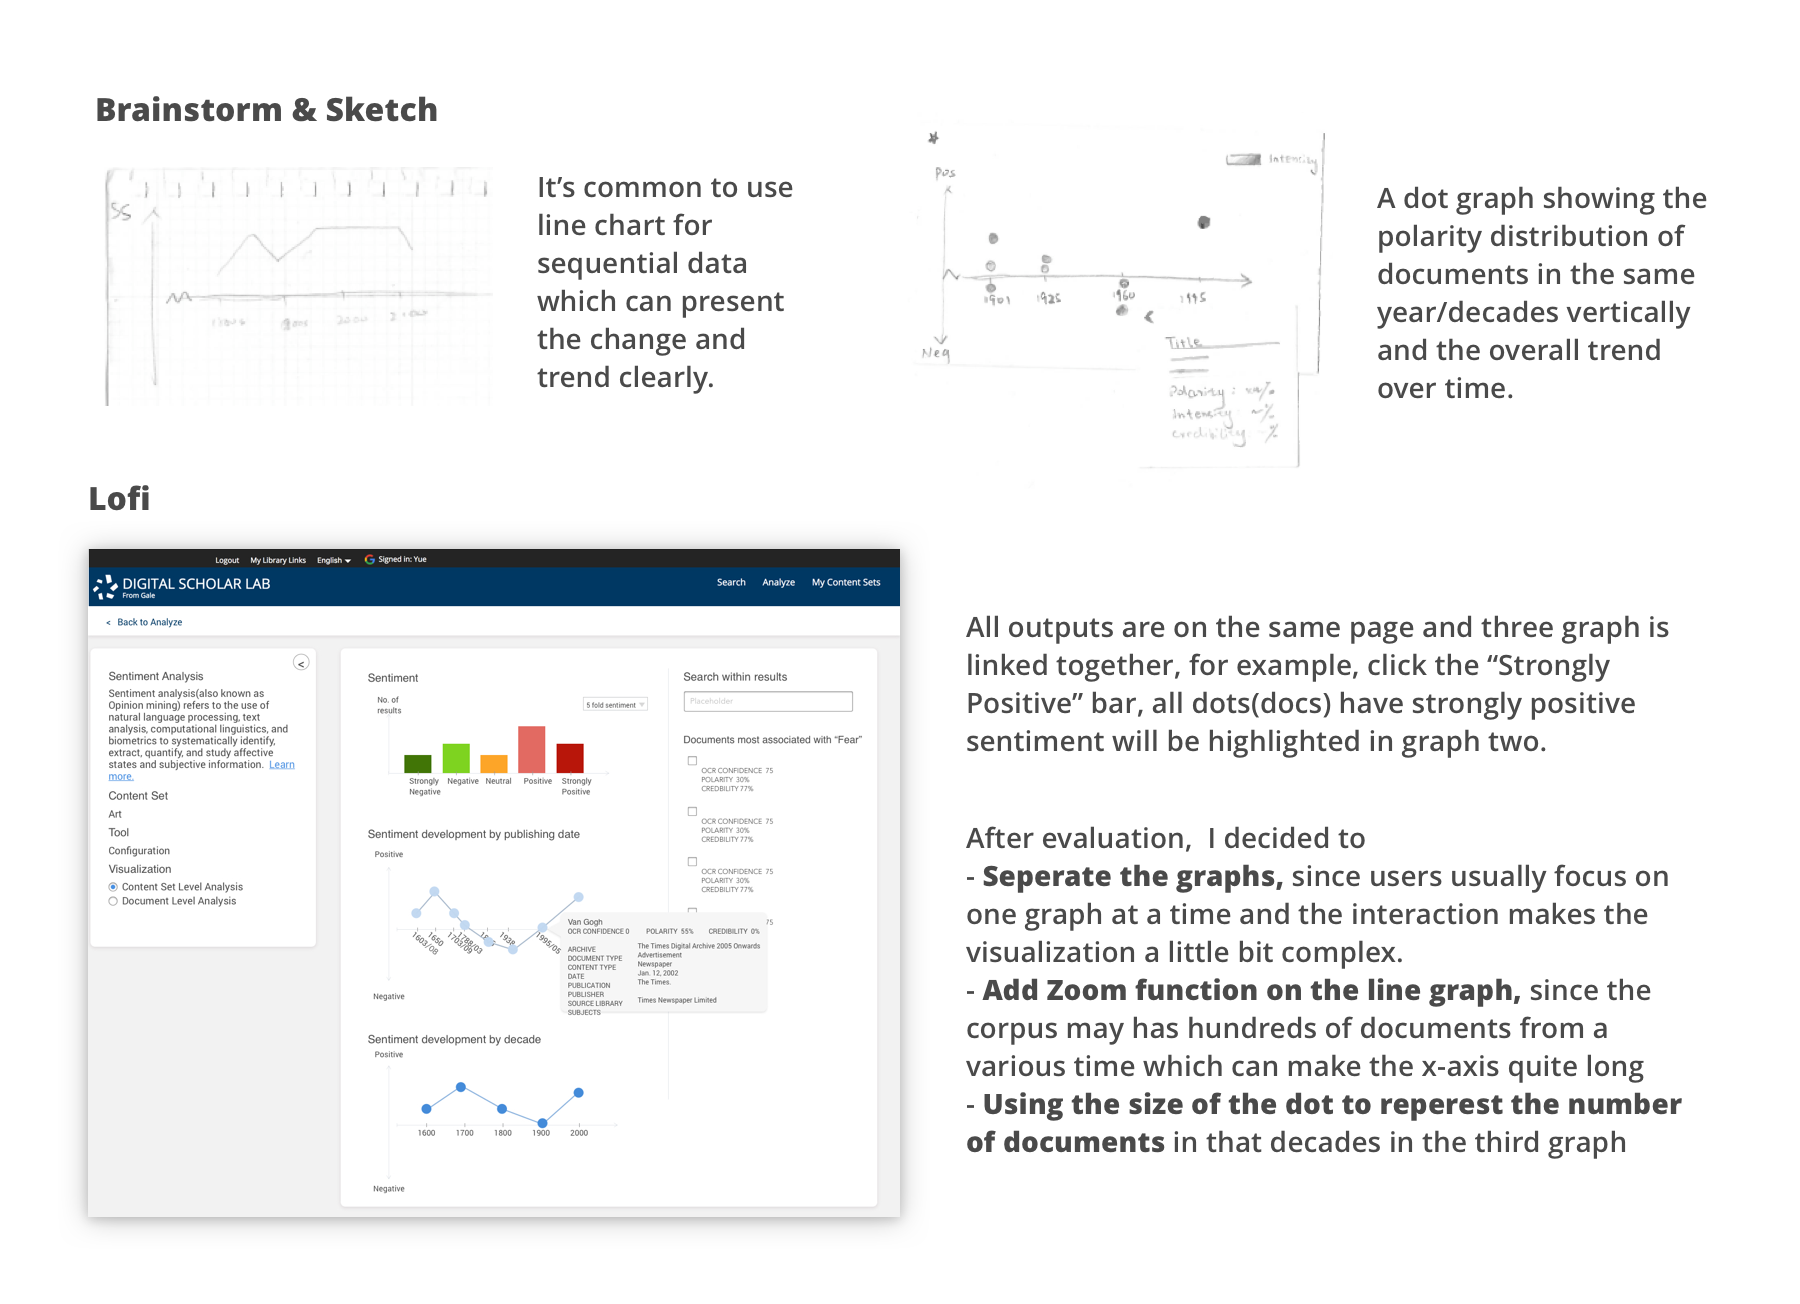 Brainstorm & Sketch
SS
It's common to use
line chart for
sequential data
which can present
the change and
trend clearly.
Intensity
Pos
1901
1925
1960
1995
Neg
Title
Polarity :
Intensity
A dot graph showing the
polarity distribution of
documents in the same
year/decades vertically
and the overall trend
over time.
Lofi
Logout My Library Links English Signed in: Yue
DIGITAL SCHOLAR LAB
From Gale
Search Analyze My Content Sets
< Back to Analyze
<
Sentiment Analysis
Sentiment analysis(also known as
Opinion mining) refers to the use of
natural language processing, text
analysis, computational linguistics, and
biometrics to systematically identify,
extract, quantify, and study affective
states and subjective information. Learn
more.
Content Set
Art
Tool
Configuration
Visualization
Content Set Level Analysis
Document Level Analysis
Sentiment
No. of
results
5 fold sentiment
Strongly
Negative
Negative
Neutral
Positive
Strongly
Positive
Sentiment development by publishing date
Positive
1603/08
1650
1703/09
1788/03
1938
1995/05
Negative
Sentiment development by decade
Positive
1600 1700 1800 1900 2000
Negative
Search within results
Placeholder
Documents most associated with “Fear”
OCR CONFIDENCE 75
POLARITY 30%
CREDBILITY 77%
OCR CONFIDENCE 75
POLARITY 30%
CREDBILITY 77%
OCR CONFIDENCE 75
POLARITY 30%
CREDBILITY 77%
75
Van Gogh
OCR CONFIDENCE 0 POLARITY 55% CREDIBILITY 0%
ARCHIVE The Times Digital Archive 2005 Onwards
DOCUMENT TYPE Advertisement
CONTENT TYPE Newspaper
DATE Jan. 12, 2002
PUBLICATION The Times.
PUBLISHER
SOURCE LIBRARY Times Newspaper Limited
SUBJECTS
All outputs are on the same page and three graph is
linked together, for example, click the “Strongly
Positive” bar, all dots(docs) have strongly positive
sentiment will be highlighted in graph two.
After evaluation, I decided to
- Seperate the graphs, since users usually focus on
one graph at a time and the interaction makes the
visualization a little bit complex.
- Add Zoom function on the line graph, since the
corpus may has hundreds of documents from a
various time which can make the x-axis quite long
- Using the size of the dot to reperest the number
of documents in that decades in the third graph